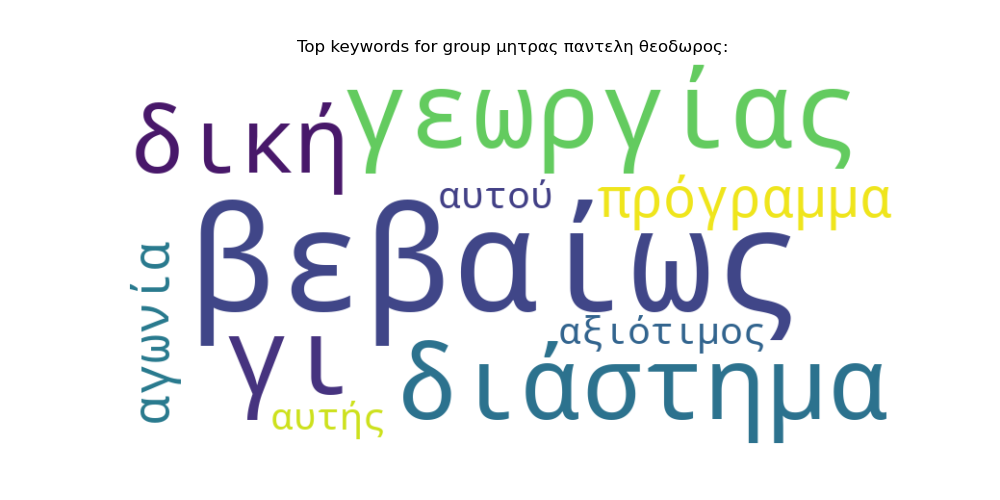 Top keywords for group μητρας παντελη θεοδωρος:
γεωργίας
δική
αυτού
πρόγραμμα
βεβαίως
αγωνία
αξιότιμος
γι
διάστημα
αυτής